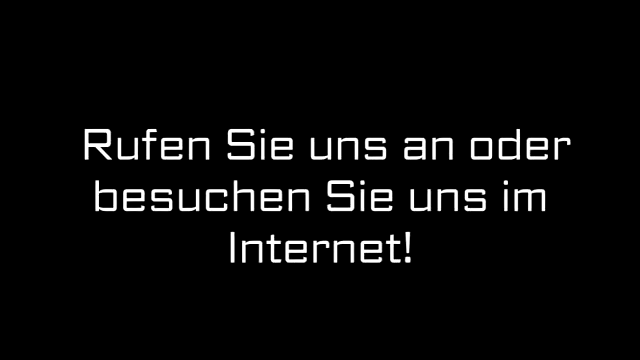 Rufen Sie uns an oder
besuchen Sie uns im
Internet!